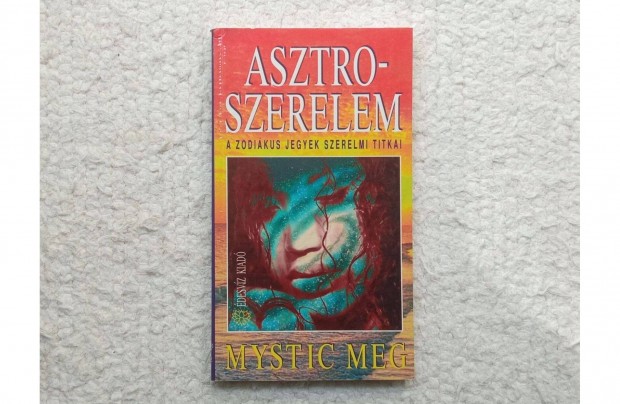 ASZTRO-
SZERELEM
A ZODIAKUS JEGYEK SZERELMI TITKAI
ÉDESVÍZ KIADÓ
MYSTIC MEG